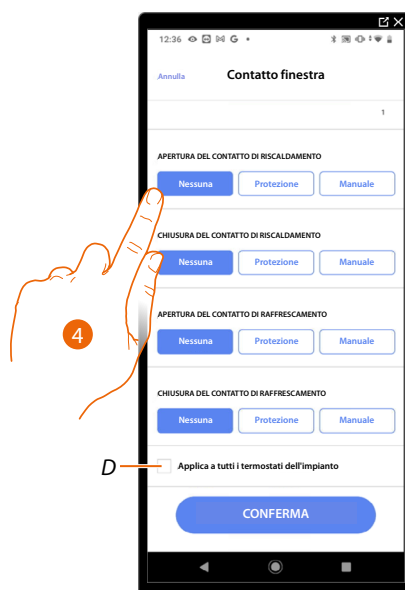 12:36
Annulla
Contatto finestra
1
APERTURA DEL CONTATTO DI RISCALDAMENTO
Nessuna Protezione Manuale
CHIUSURA DEL CONTATTO DI RISCALDAMENTO
Nessuna Protezione Manuale
4
APERTURA DEL CONTATTO DI RAFFRESCAMENTO
Nessuna Protezione Manuale
CHIUSURA DEL CONTATTO DI RAFFRESCAMENTO
Nessuna Protezione Manuale
D
Applica a tutti i termostati dell'impianto
CONFERMA